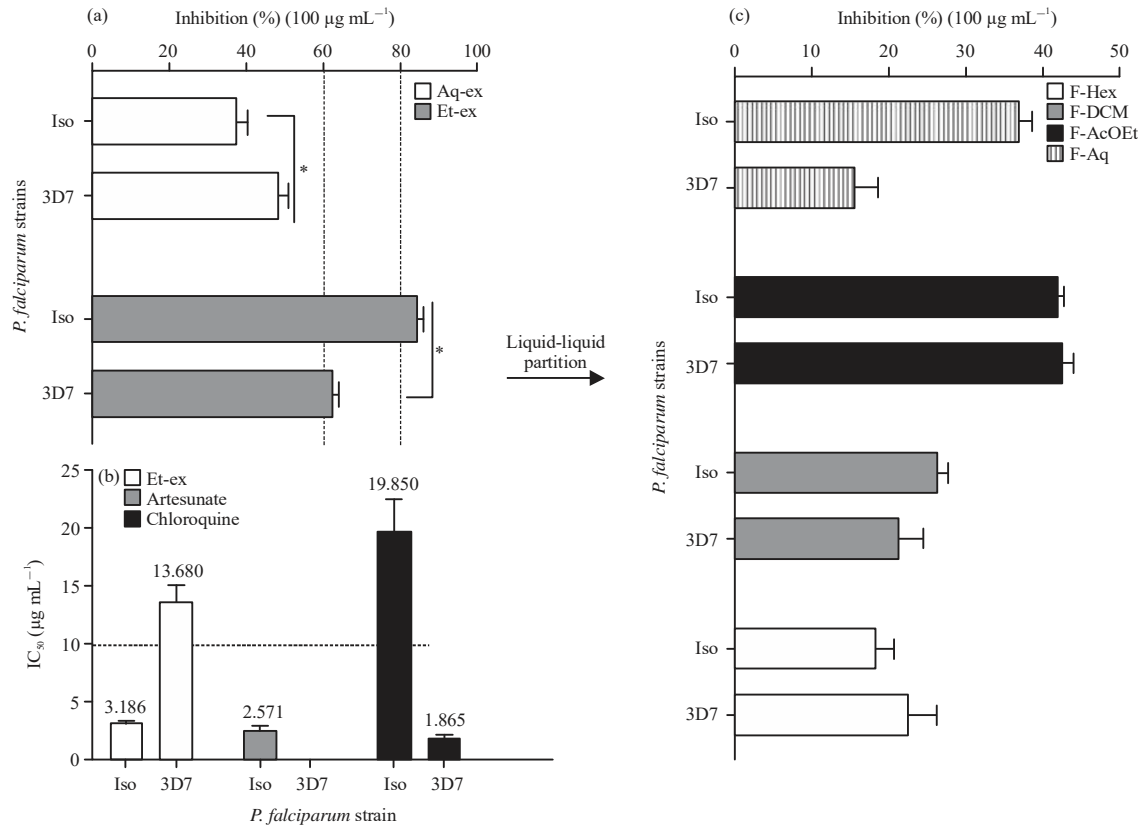 (a)
Inhibition (%) (100 µg mL⁻¹)
0 20 40 60 80 100
Aq-ex
Et-ex
Iso
*
3D7
P. falciparum strains
Iso
*
3D7
Liquid-liquid
partition
(b)
Et-ex
Artesunate
Chloroquine
25
20
15
10
5
0
IC₅₀ (µg mL⁻¹)
3.186
13.680
2.571
19.850
1.865
Iso 3D7 Iso 3D7 Iso 3D7
P. falciparum strain
(c)
Inhibition (%) (100 µg mL⁻¹)
0 10 20 30 40 50
F-Hex
F-DCM
F-AcOEt
F-Aq
Iso
3D7
Iso
3D7
P. falciparum strains
Iso
3D7
Iso
3D7